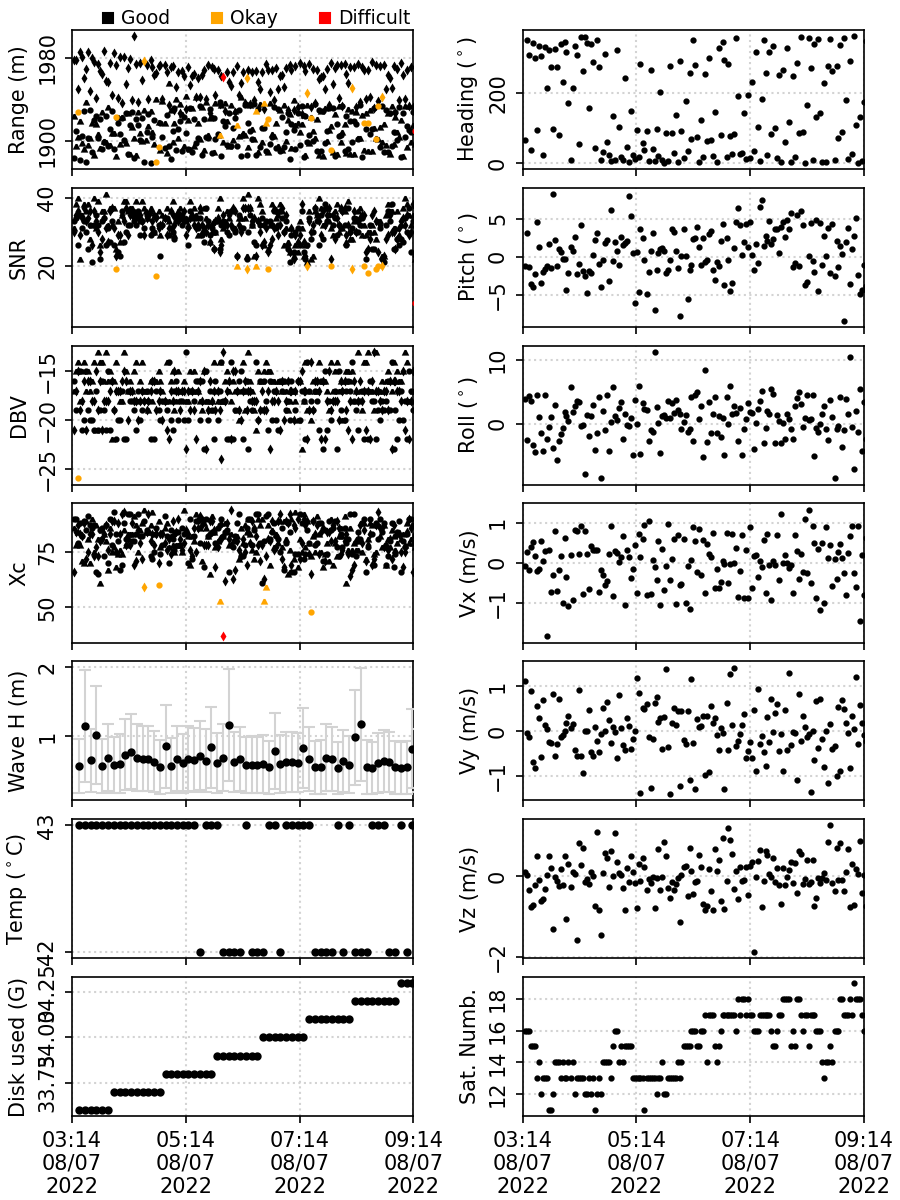 Good Okay Difficult
Range (m) 1980 1900
Heading (°) 200 0
SNR 40 20
Pitch (°) 5 0 −5
DBV −15 −20 −25
Roll (°) 10 0
Xc 75 50
Vx (m/s) 1 0 −1
Wave H (m) 2 1
Vy (m/s) 1 0 −1
Temp (°C) 43 42
Vz (m/s) 0 −2
Disk used (G) 34.25 34.00 33.75
Sat. Numb. 18 16 14 12
03:14 05:14 07:14 09:14 03:14 05:14 07:14 09:14
08/07 08/07 08/07 08/07 08/07 08/07 08/07 08/07
2022 2022 2022 2022 2022 2022 2022 2022